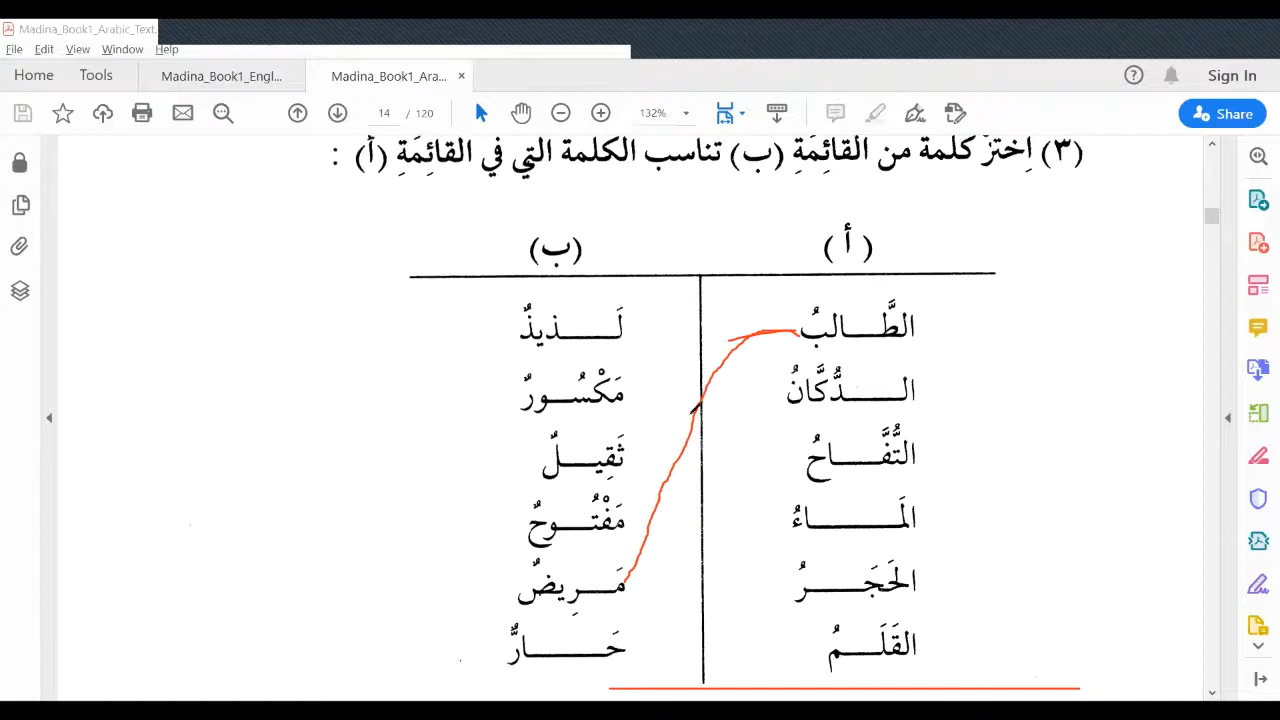 Madina_Book1_Arabic_Text.
File Edit View Window Help
Home Tools Madina_Book1_Engl... Madina_Book1_Ara... × Sign In
14 / 120 132% Share
(٣) اِخْتَرْ كلمة من القائِمَةِ (ب) تناسب الكلمة التي في القائِمَةِ (أ) :
(أ) (ب)
الطَّالبُ لَذيذٌ
الدُّكَّانُ مَكْسُورٌ
التُّفَّاحُ ثَقِيلٌ
المَاءُ مَفْتُوحٌ
الحَجَرُ مَرِيضٌ
القَلَمُ حَارٌّ